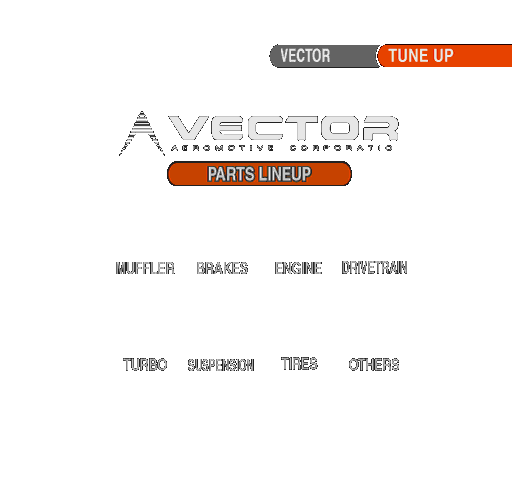 VECTOR TUNE UP
VECTOR
AEROMOTIVE CORPORATIO
PARTS LINEUP
MUFFLER BRAKES ENGINE DRIVETRAIN
TURBO SUSPENSION TIRES OTHERS